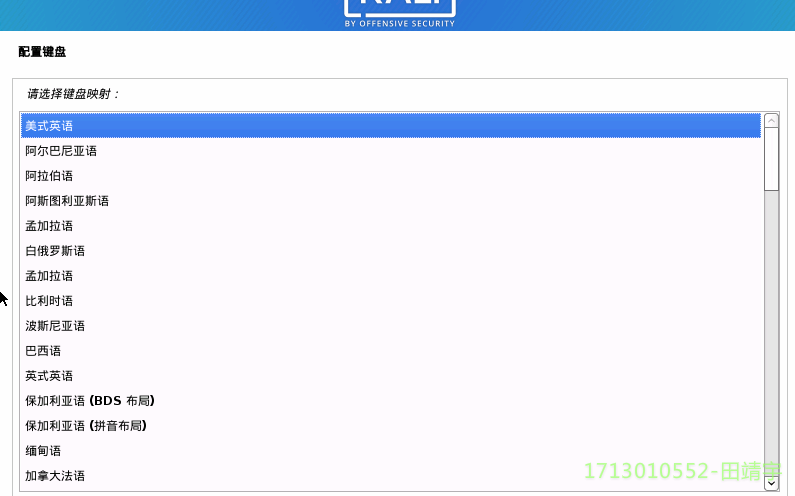 BY OFFENSIVE SECURITY
配置键盘
请选择键盘映射：
美式英语
阿尔巴尼亚语
阿拉伯语
阿斯图利亚斯语
孟加拉语
白俄罗斯语
孟加拉语
比利时语
波斯尼亚语
巴西语
英式英语
保加利亚语 (BDS 布局)
保加利亚语 (拼音布局)
缅甸语
加拿大法语
1713010552-田靖宇